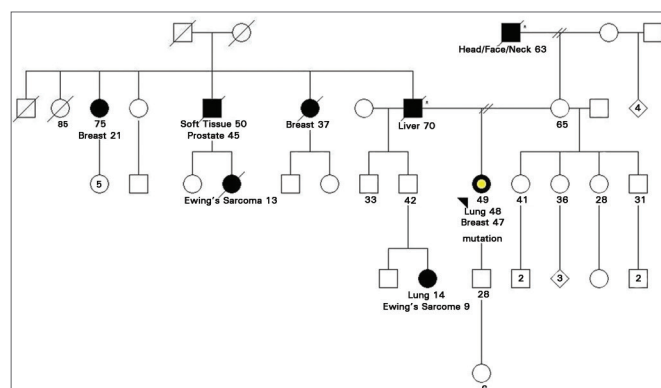 *
Head/Face/Neck 63
4
*
85
75
Breast 21
Soft Tissue 50
Prostate 45
Breast 37
Liver 70
65
5
Ewing's Sarcoma 13
33
42
49
Lung 48
Breast 47
mutation
41
36
28
31
Lung 14
Ewing's Sarcome 9
28
2
3
2